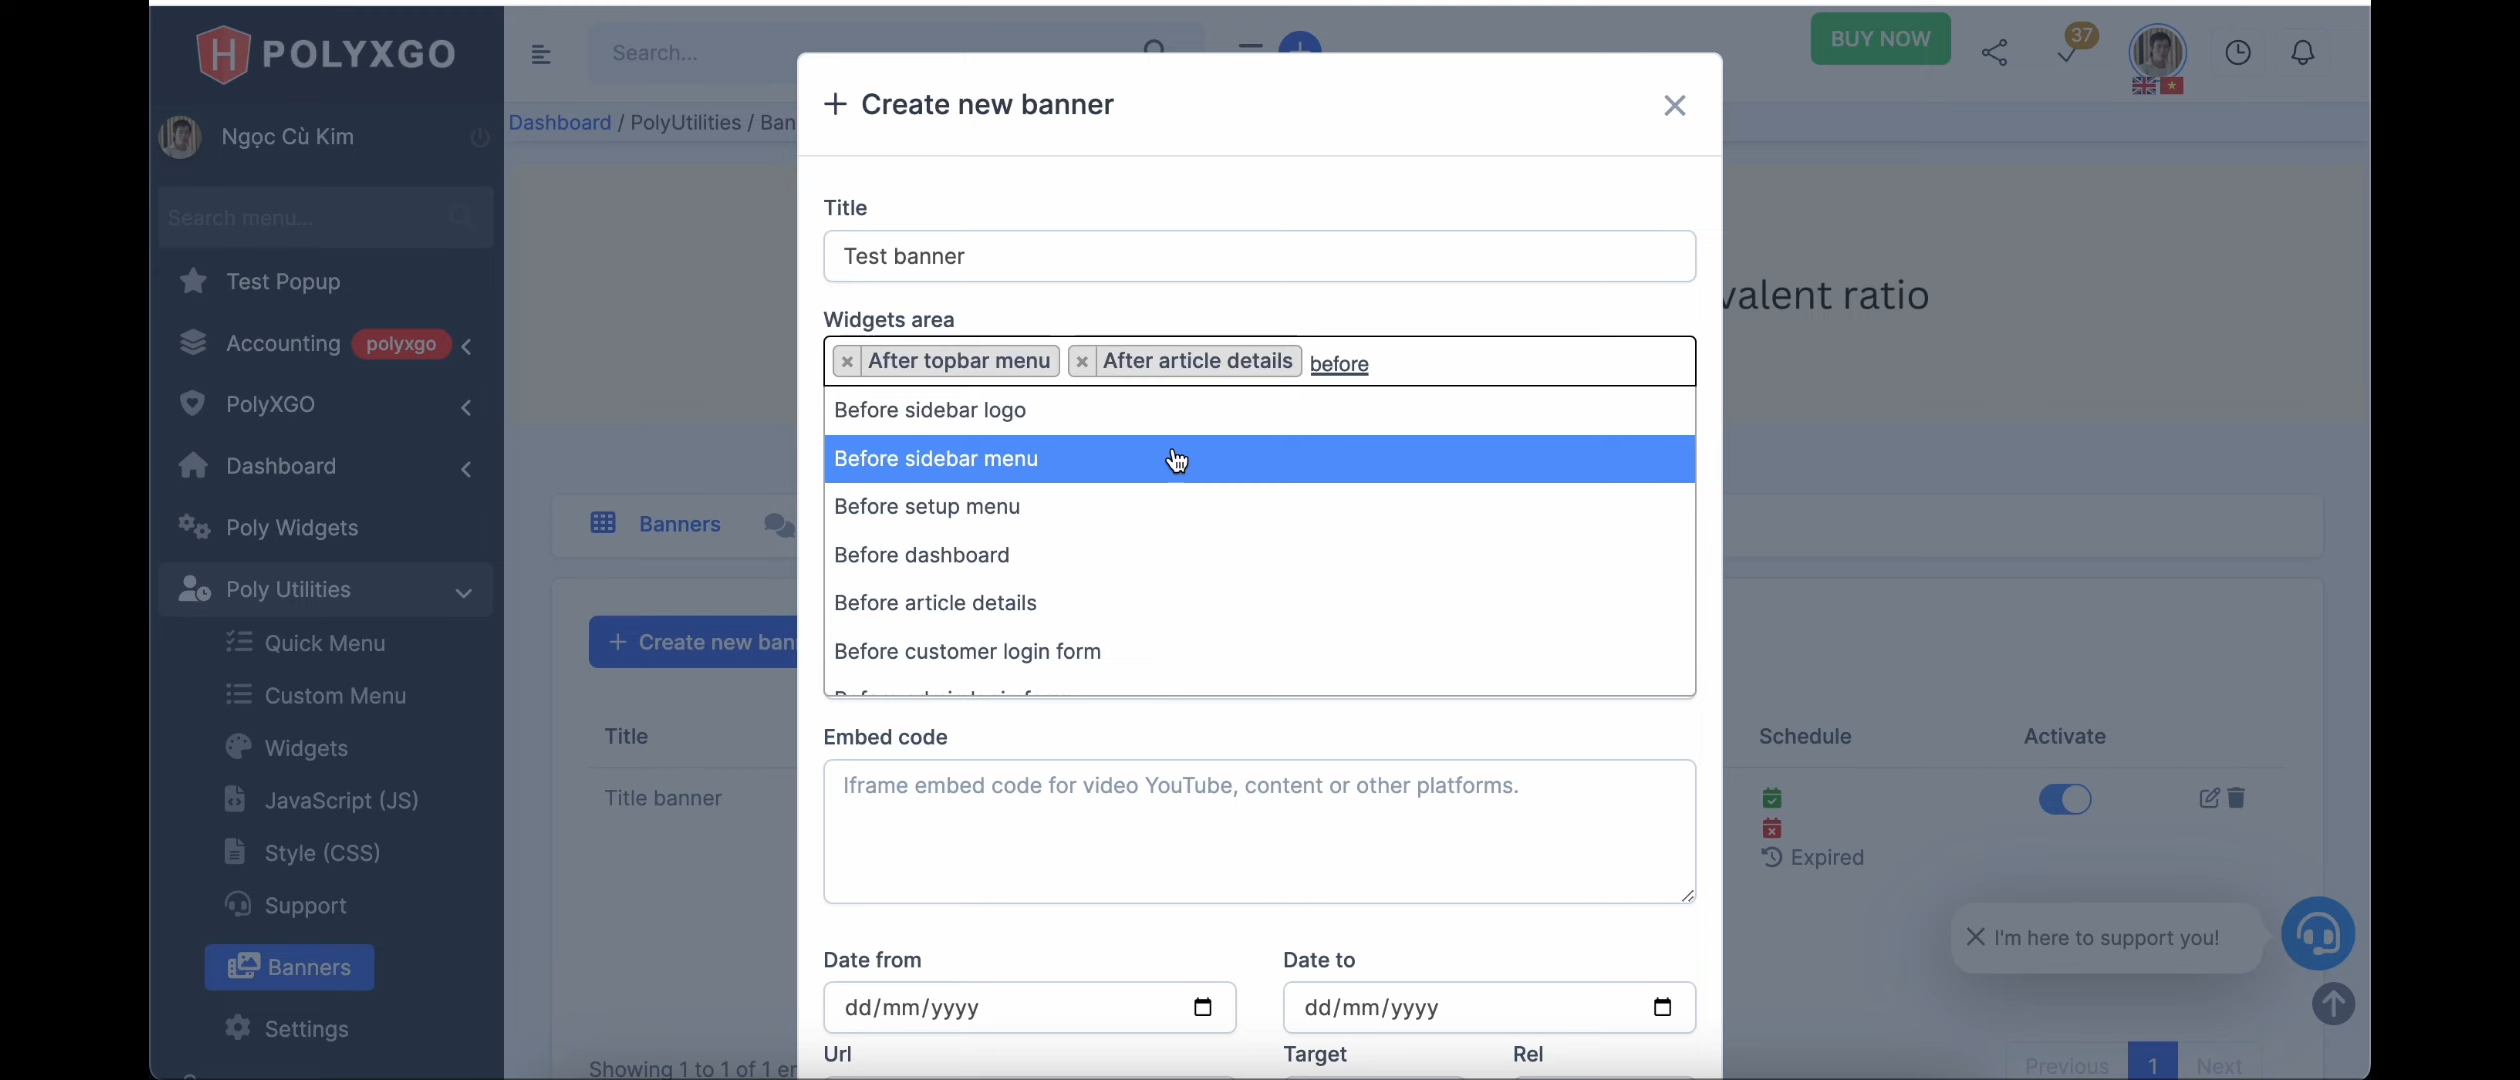 POLYXGO
Search...
BUY NOW
37
Ngọc Cù Kim
Dashboard / PolyUtilities / Ban
Search menu...
Test Popup
Accounting polyxgo
PolyXGO
Dashboard
Poly Widgets
Poly Utilities
Quick Menu
Custom Menu
Widgets
JavaScript (JS)
Style (CSS)
Support
Banners
Settings
+ Create new banner
Title
Test banner
Widgets area
× After topbar menu × After article details before
Before sidebar logo
Before sidebar menu
Before setup menu
Before dashboard
Before article details
Before customer login form
Embed code
Iframe embed code for video YouTube, content or other platforms.
Date from
Date to
dd/mm/yyyy
dd/mm/yyyy
Url
Target
Rel
valent ratio
Banners
+ Create new ban
Title
Schedule
Activate
Title banner
Expired
I'm here to support you!
Showing 1 to 1 of 1 er
Previous 1 Next